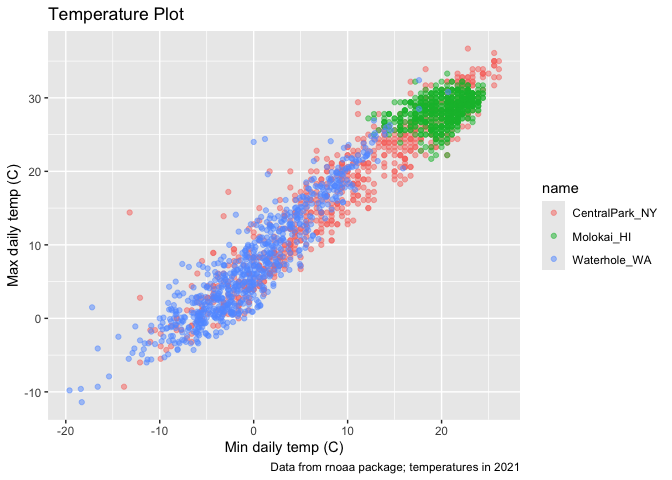 Temperature Plot
Max daily temp (C)
30
20
10
0
-10
-20
-10
0
10
20
Min daily temp (C)
name
CentralPark_NY
Molokai_HI
Waterhole_WA
Data from rnoaa package; temperatures in 2021